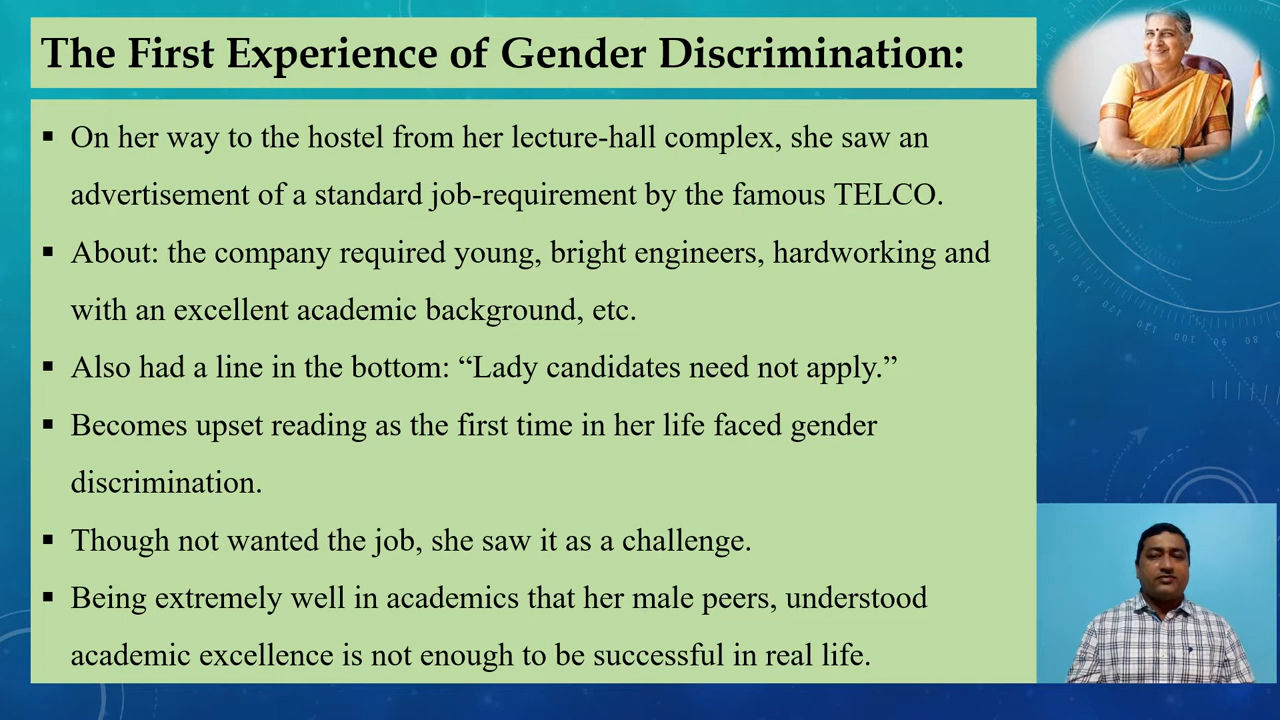 The First Experience of Gender Discrimination:
▪ On her way to the hostel from her lecture-hall complex, she saw an
advertisement of a standard job-requirement by the famous TELCO.
▪ About: the company required young, bright engineers, hardworking and
with an excellent academic background, etc.
▪ Also had a line in the bottom: “Lady candidates need not apply.”
▪ Becomes upset reading as the first time in her life faced gender
discrimination.
▪ Though not wanted the job, she saw it as a challenge.
▪ Being extremely well in academics that her male peers, understood
academic excellence is not enough to be successful in real life.